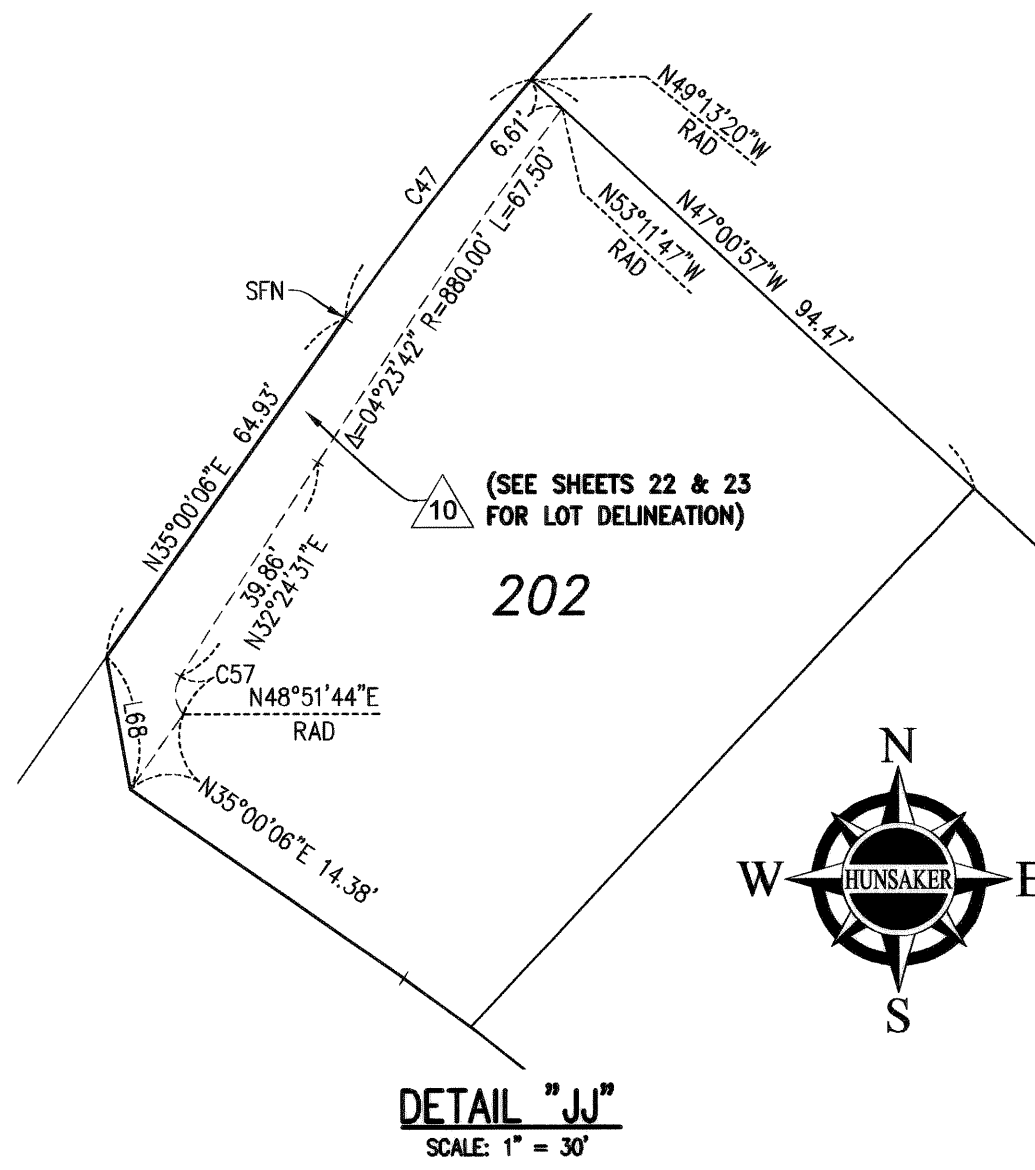 N49°13'20"W
RAD
6.61'
C47
N53°11'47"W
RAD
N47°00'57"W 94.47'
SFN
Δ=04°23'42" R=880.00' L=67.50'
N35°00'06"E 64.93'
10
(SEE SHEETS 22 & 23
FOR LOT DELINEATION)
39.86'
N32°24'31"E
202
C57
N48°51'44"E
RAD
L68
N35°00'06"E 14.38'
N
W
HUNSAKER
E
S
DETAIL "JJ"
SCALE: 1" = 30'